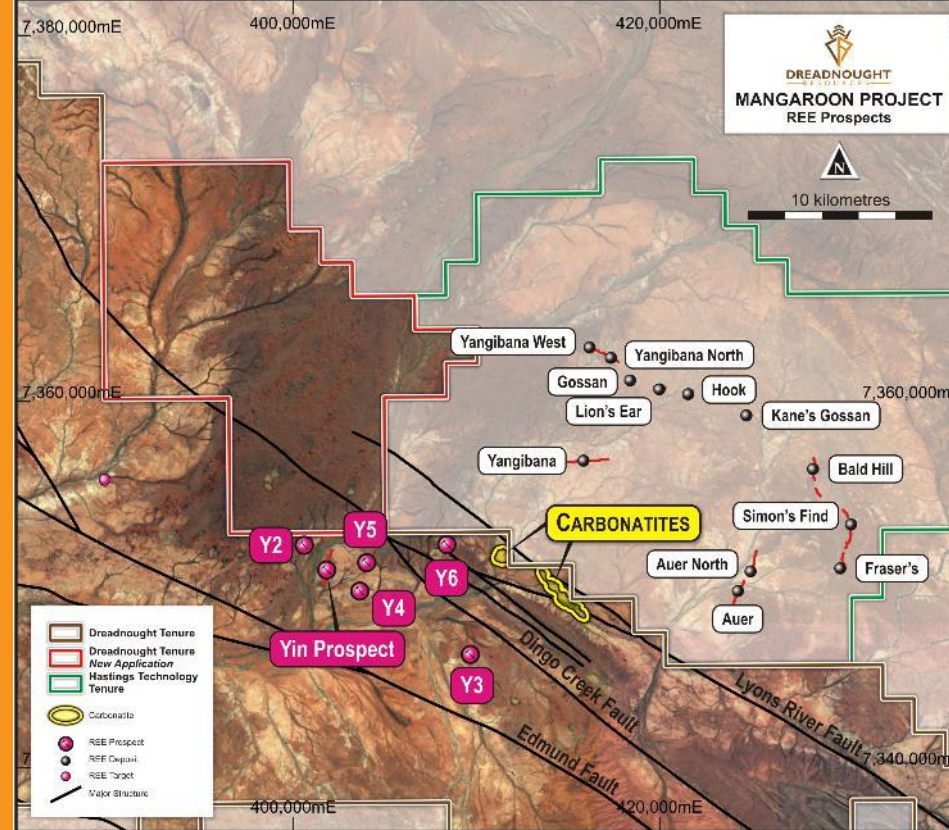 400,000mE
420,000mE
7,380,000mE
DREADNOUGHT
RESOURCES
MANGAROON PROJECT
REE Prospects
N
10 kilometres
Yangibana West
Yangibana North
Gossan
Hook
Lion's Ear
Kane's Gossan
7,360,000mE
7,360,000m
Yangibana
Bald Hill
CARBONATITES
Simon's Find
Y2
Y5
Y6
Auer North
Fraser's
Y4
Auer
Yin Prospect
Y3
Dingo Creek Fault
Lyons River Fault
Edmund Fault
Dreadnought Tenure
Dreadnought Tenure
New Application
Hastings Technology
Tenure
Carbonatite
REE Prospect
REE Deposit
REE Target
Major Structure
7,340,000m
400,000mE
420,000mE